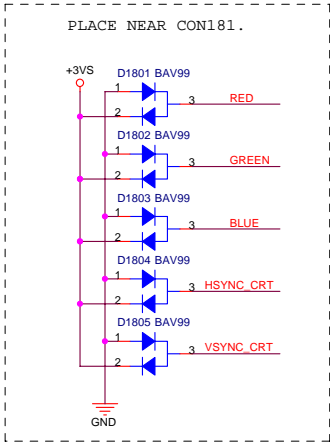 PLACE NEAR CON181.
+3VS
D1801 BAV99
1
3
RED
2
D1802 BAV99
1
3
GREEN
2
D1803 BAV99
1
3
BLUE
2
D1804 BAV99
1
3
HSYNC_CRT
2
D1805 BAV99
1
3
VSYNC_CRT
2
GND